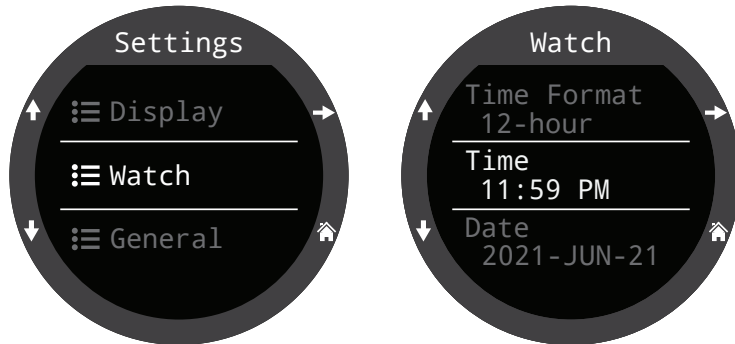 Settings
Display
Watch
General
Watch
Time Format
12-hour
Time
11:59 PM
Date
2021-JUN-21